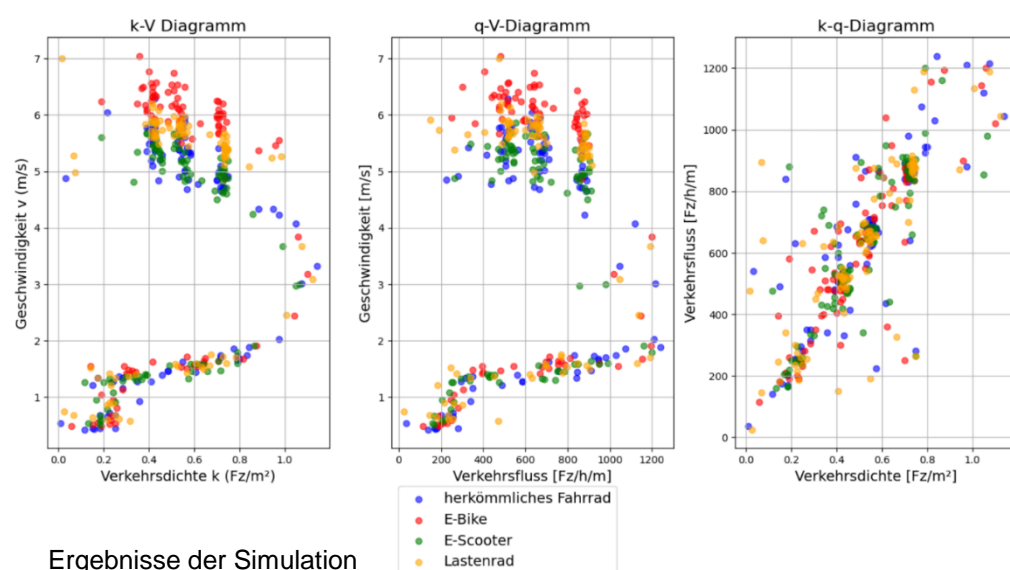 k-V Diagramm
Geschwindigkeit v (m/s)
7
6
5
4
3
2
1
0.0 0.2 0.4 0.6 0.8 1.0
Verkehrsdichte k (Fz/m²)
q-V-Diagramm
Geschwindigkeit [m/s]
7
6
5
4
3
2
1
0 200 400 600 800 1000 1200
Verkehrsfluss [Fz/h/m]
k-q-Diagramm
Verkehrsfluss [Fz/h/m]
1200
1000
800
600
400
200
0
0.0 0.2 0.4 0.6 0.8 1.0
Verkehrsdichte [Fz/m²]
herkömmliches Fahrrad
E-Bike
E-Scooter
Lastenrad
Ergebnisse der Simulation